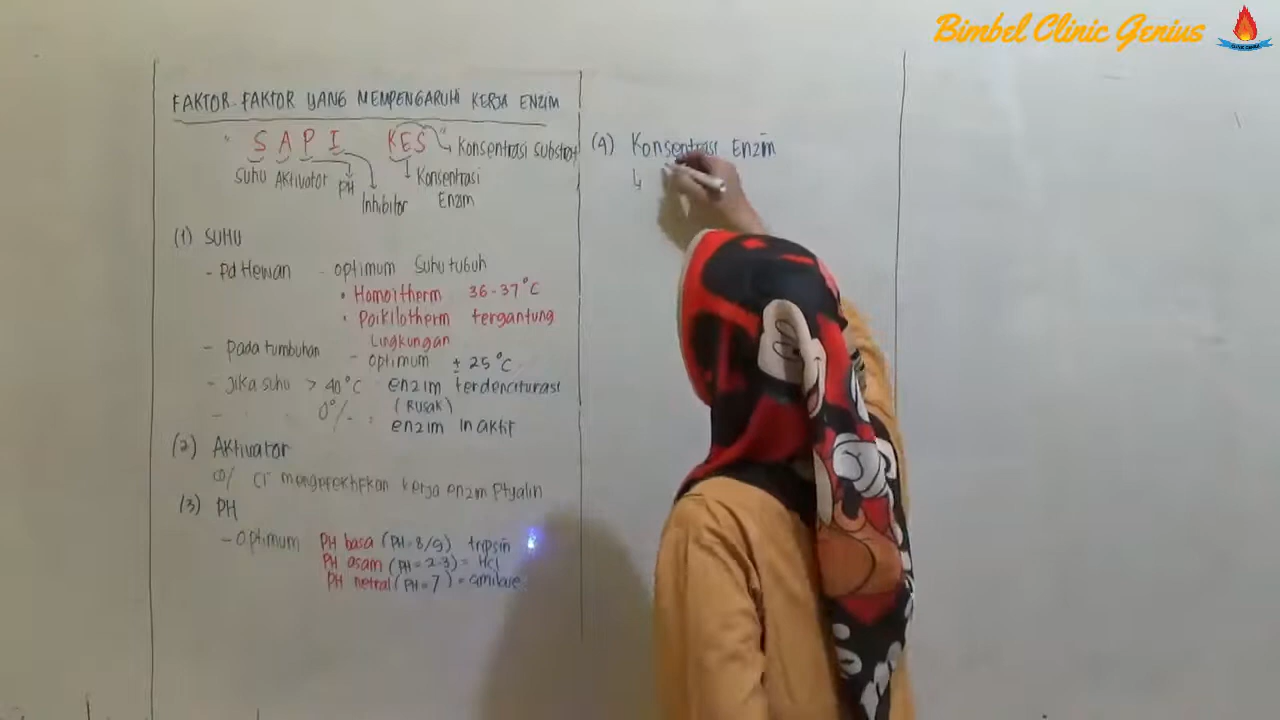 Bimbel Clinic Genius
FAKTOR-FAKTOR YANG MEMPENGARUHI KERJA ENZIM
" S A P I KES " Konsentrasi substrat
Suhu Aktivator PH Inhibitor Konsentrasi Enzim
(1) SUHU
- Pd Hewan - optimum suhu tubuh
• Homoitherm 36-37°C
• Poikilotherm tergantung
Lingkungan
- Pada tumbuhan - optimum ± 25°C
- Jika suhu > 40°C enzim terdenaturasi
(Rusak)
- " " 0°/- : enzim inaktif
(2) Aktivator
Cl⁻ mengefektifkan kerja enzim Ptyalin
(3) PH
- Optimum PH basa (PH=8/9) tripsin
PH asam (PH=2-3) = HCl
PH netral (PH=7) = amilase
(4) Konsentrasi Enzim